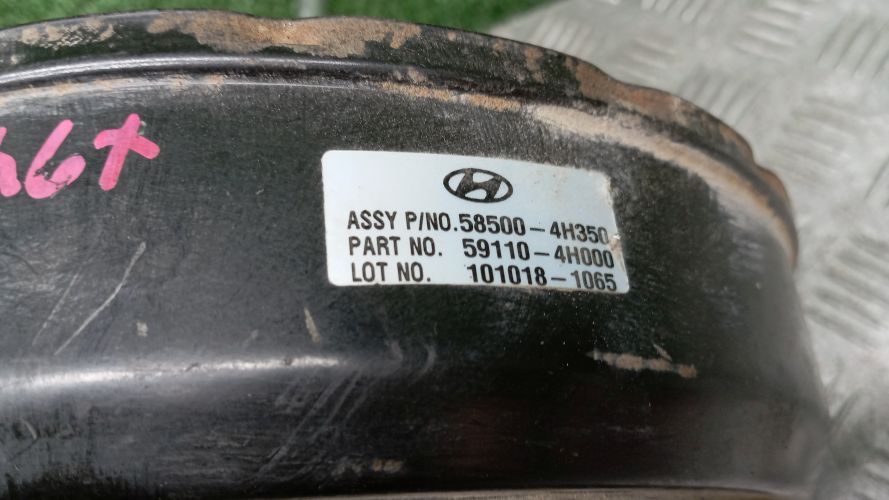 ASSY P/NO.58500-4H350
PART NO. 59110-4H000
LOT NO. 101018-1065